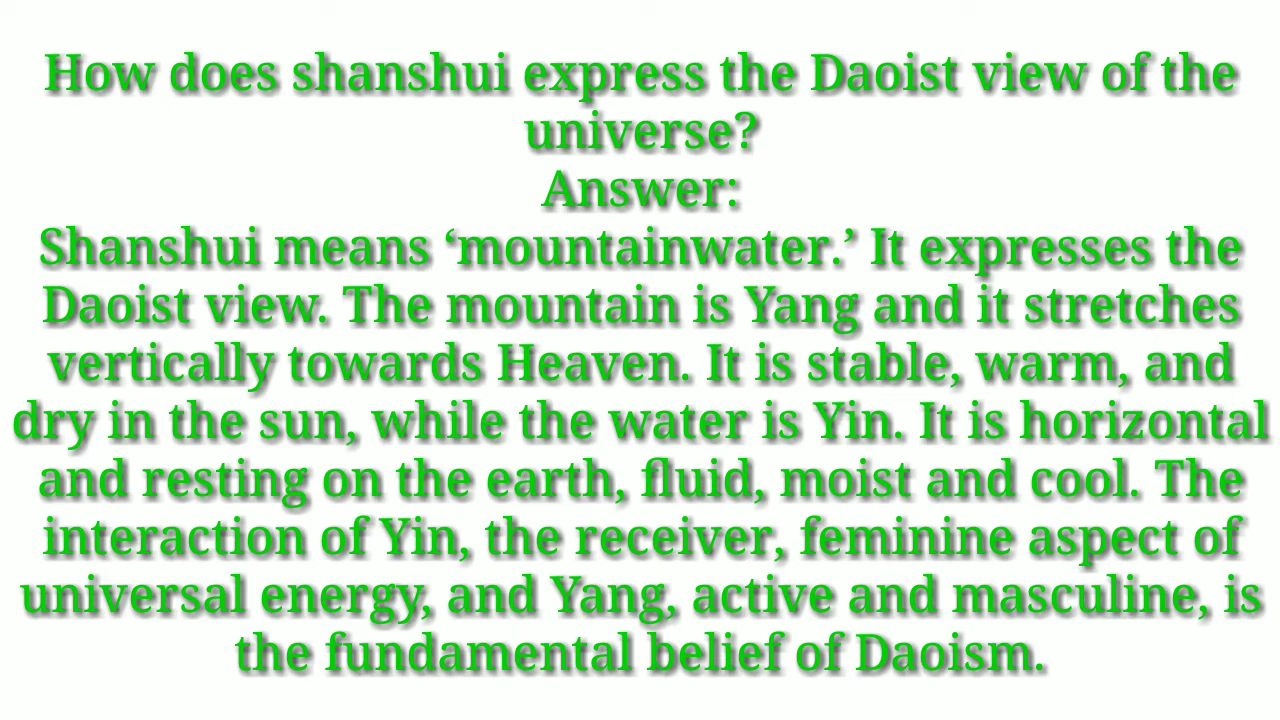 How does shanshui express the Daoist view of the
universe?
Answer:
Shanshui means ‘mountainwater.’ It expresses the
Daoist view. The mountain is Yang and it stretches
vertically towards Heaven. It is stable, warm, and
dry in the sun, while the water is Yin. It is horizontal
and resting on the earth, fluid, moist and cool. The
interaction of Yin, the receiver, feminine aspect of
universal energy, and Yang, active and masculine, is
the fundamental belief of Daoism.